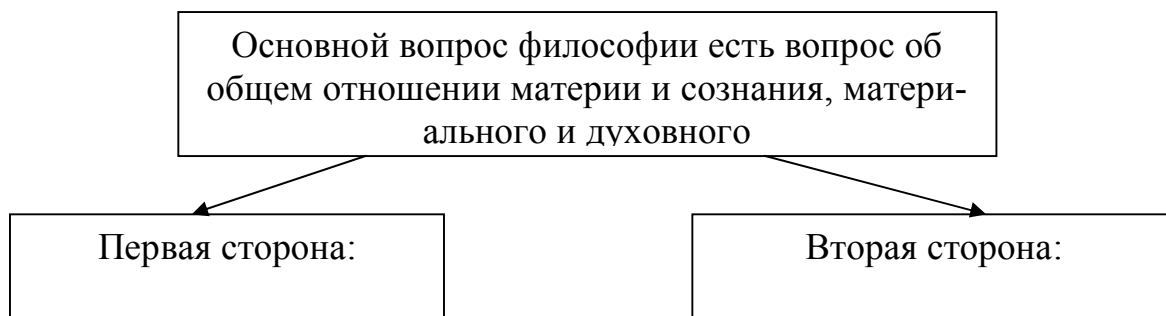 Основной вопрос философии есть вопрос об
общем отношении материи и сознания, матери-
ального и духовного
Первая сторона:
Вторая сторона: